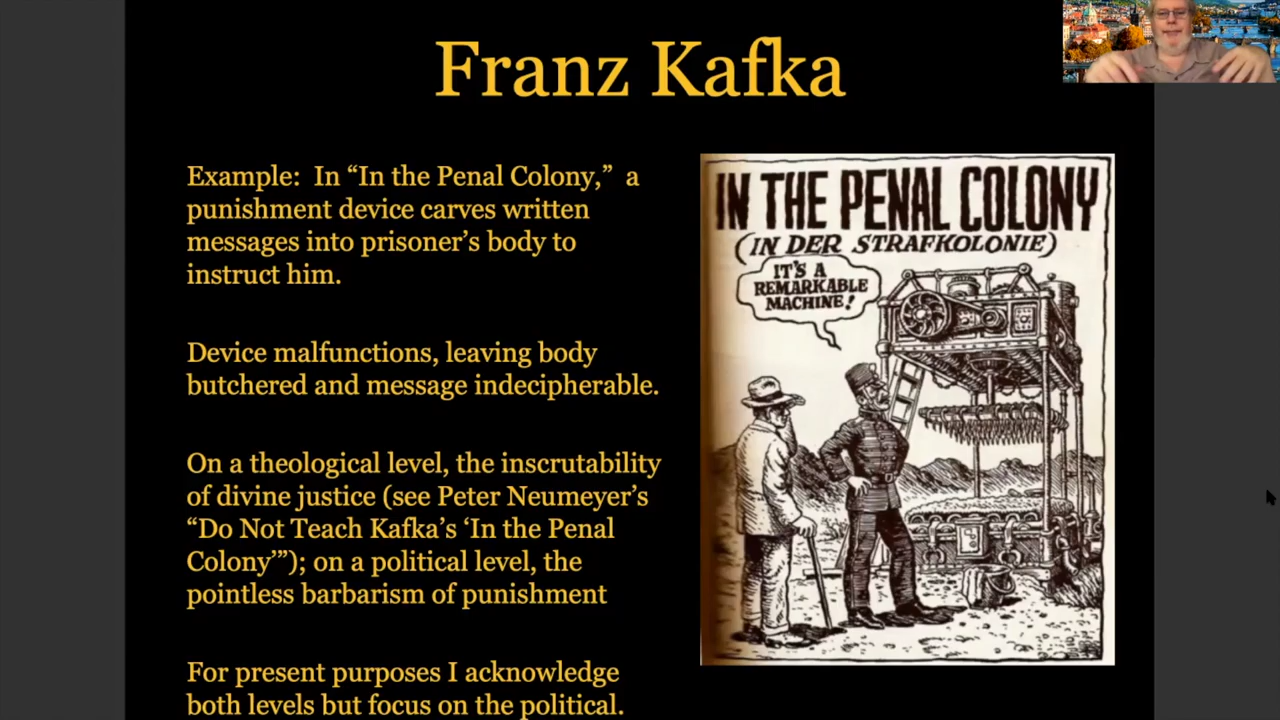 Franz Kafka
Example:  In “In the Penal Colony,”  a
punishment device carves written
messages into prisoner’s body to
instruct him.
Device malfunctions, leaving body
butchered and message indecipherable.
On a theological level, the inscrutability
of divine justice (see Peter Neumeyer’s
“Do Not Teach Kafka’s ‘In the Penal
Colony’”); on a political level, the
pointless barbarism of punishment
For present purposes I acknowledge
both levels but focus on the political.
IN THE PENAL COLONY
(IN DER STRAFKOLONIE)
IT'S A
REMARKABLE
MACHINE!